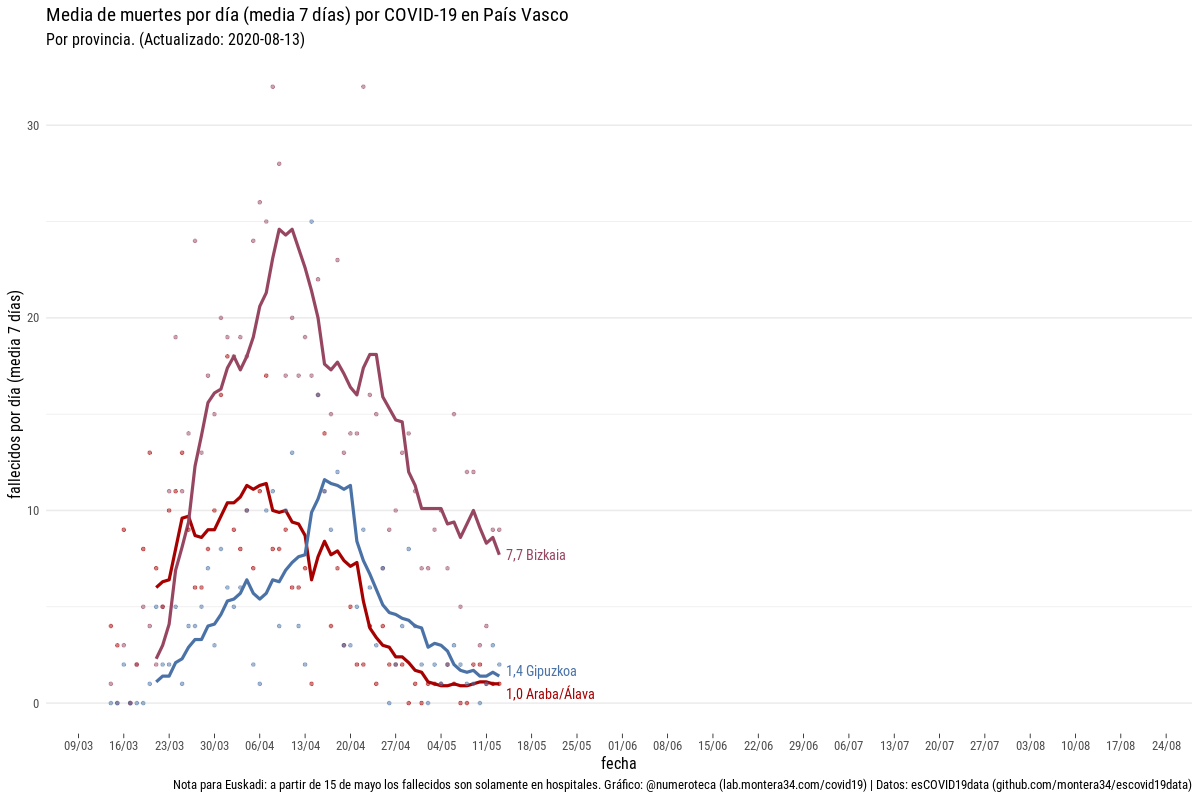 Media de muertes por día (media 7 días) por COVID-19 en País Vasco
Por provincia. (Actualizado: 2020-08-13)
fallecidos por día (media 7 días)
30
20
10
0
7,7 Bizkaia
1,4 Gipuzkoa
1,0 Araba/Álava
09/03 16/03 23/03 30/03 06/04 13/04 20/04 27/04 04/05 11/05 18/05 25/05 01/06 08/06 15/06 22/06 29/06 06/07 13/07 20/07 27/07 03/08 10/08 17/08 24/08
fecha
Nota para Euskadi: a partir de 15 de mayo los fallecidos son solamente en hospitales. Gráfico: @numeroteca (lab.montera34.com/covid19) | Datos: esCOVID19data (github.com/montera34/escovid19data)